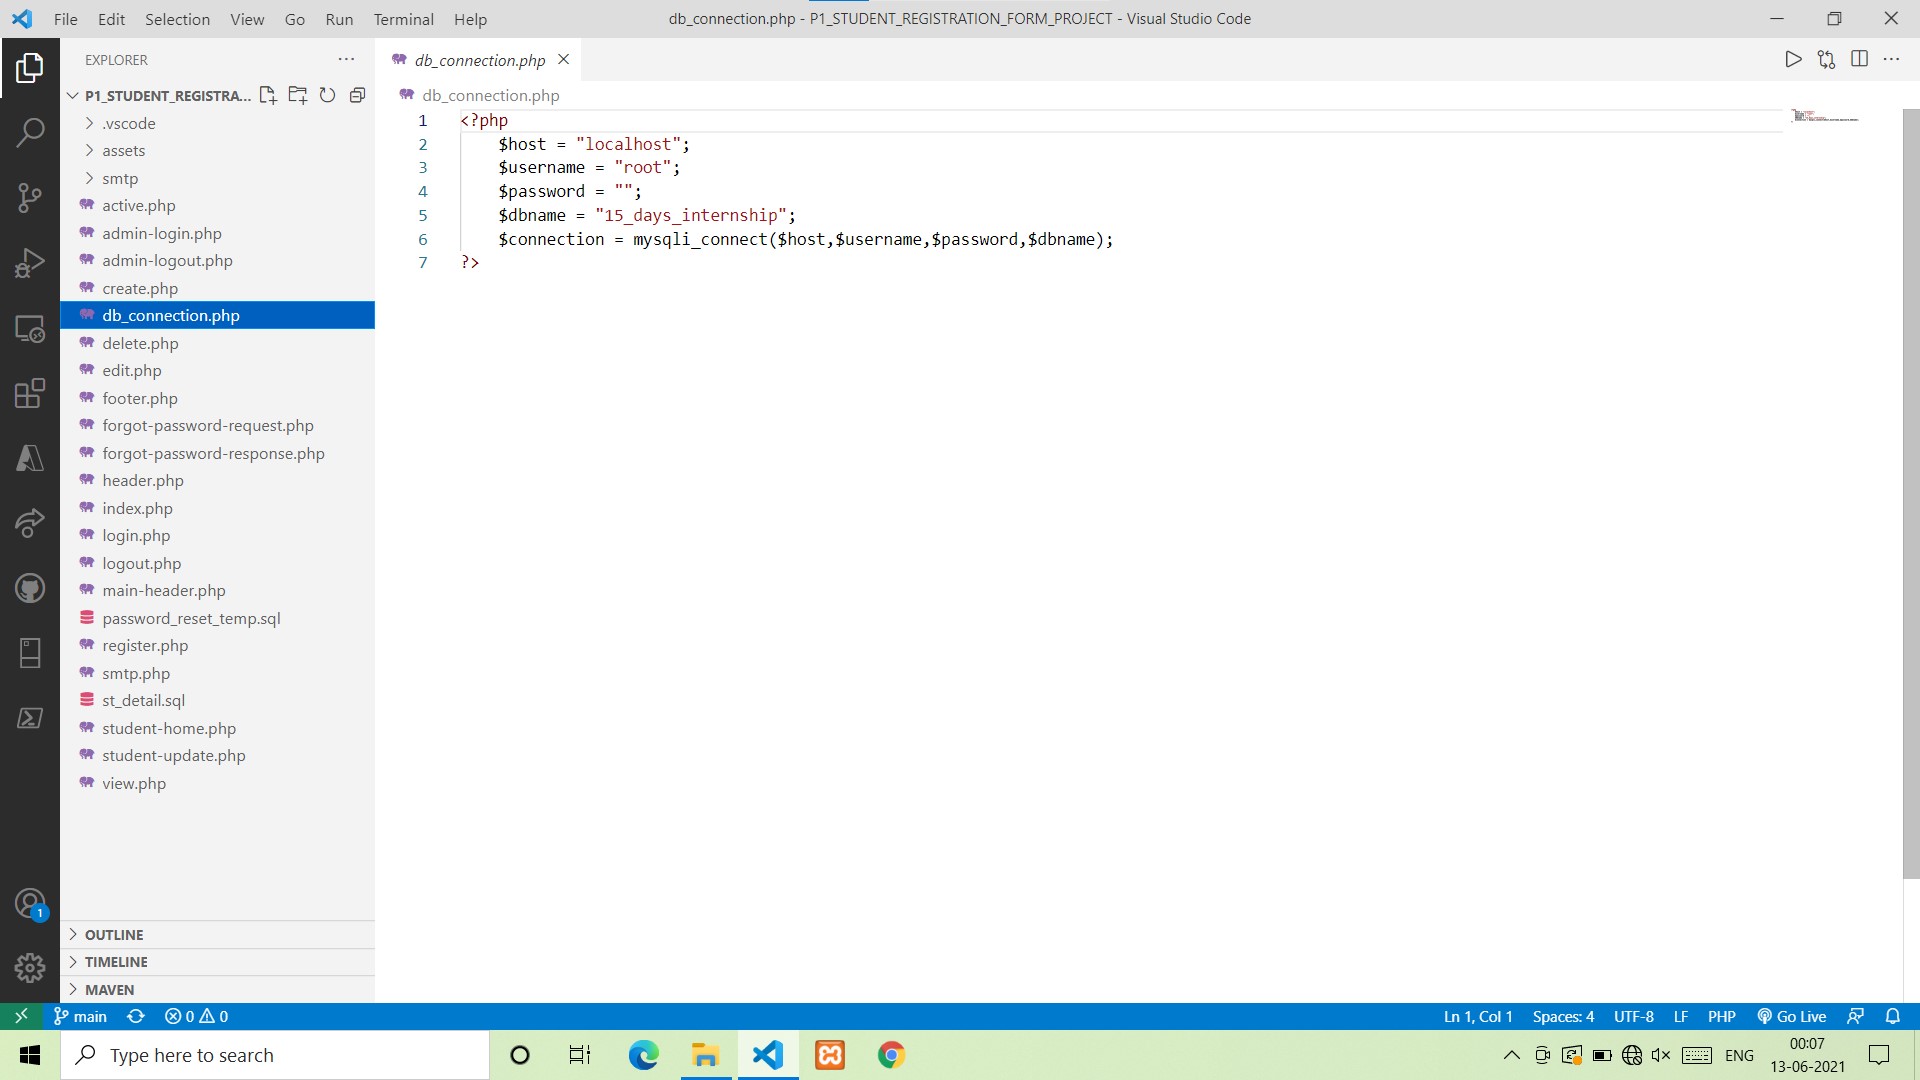 File Edit Selection View Go Run Terminal Help
db_connection.php - P1_STUDENT_REGISTRATION_FORM_PROJECT - Visual Studio Code
EXPLORER
P1_STUDENT_REGISTRA...
.vscode
assets
smtp
active.php
admin-login.php
admin-logout.php
create.php
db_connection.php
delete.php
edit.php
footer.php
forgot-password-request.php
forgot-password-response.php
header.php
index.php
login.php
logout.php
main-header.php
password_reset_temp.sql
register.php
smtp.php
st_detail.sql
student-home.php
student-update.php
view.php
OUTLINE
TIMELINE
MAVEN
db_connection.php
db_connection.php
1 <?php
2 $host = "localhost";
3 $username = "root";
4 $password = "";
5 $dbname = "15_days_internship";
6 $connection = mysqli_connect($host,$username,$password,$dbname);
7 ?>
1
main 0 0 Ln 1, Col 1 Spaces: 4 UTF-8 LF PHP Go Live
Type here to search
ENG
00:07
13-06-2021